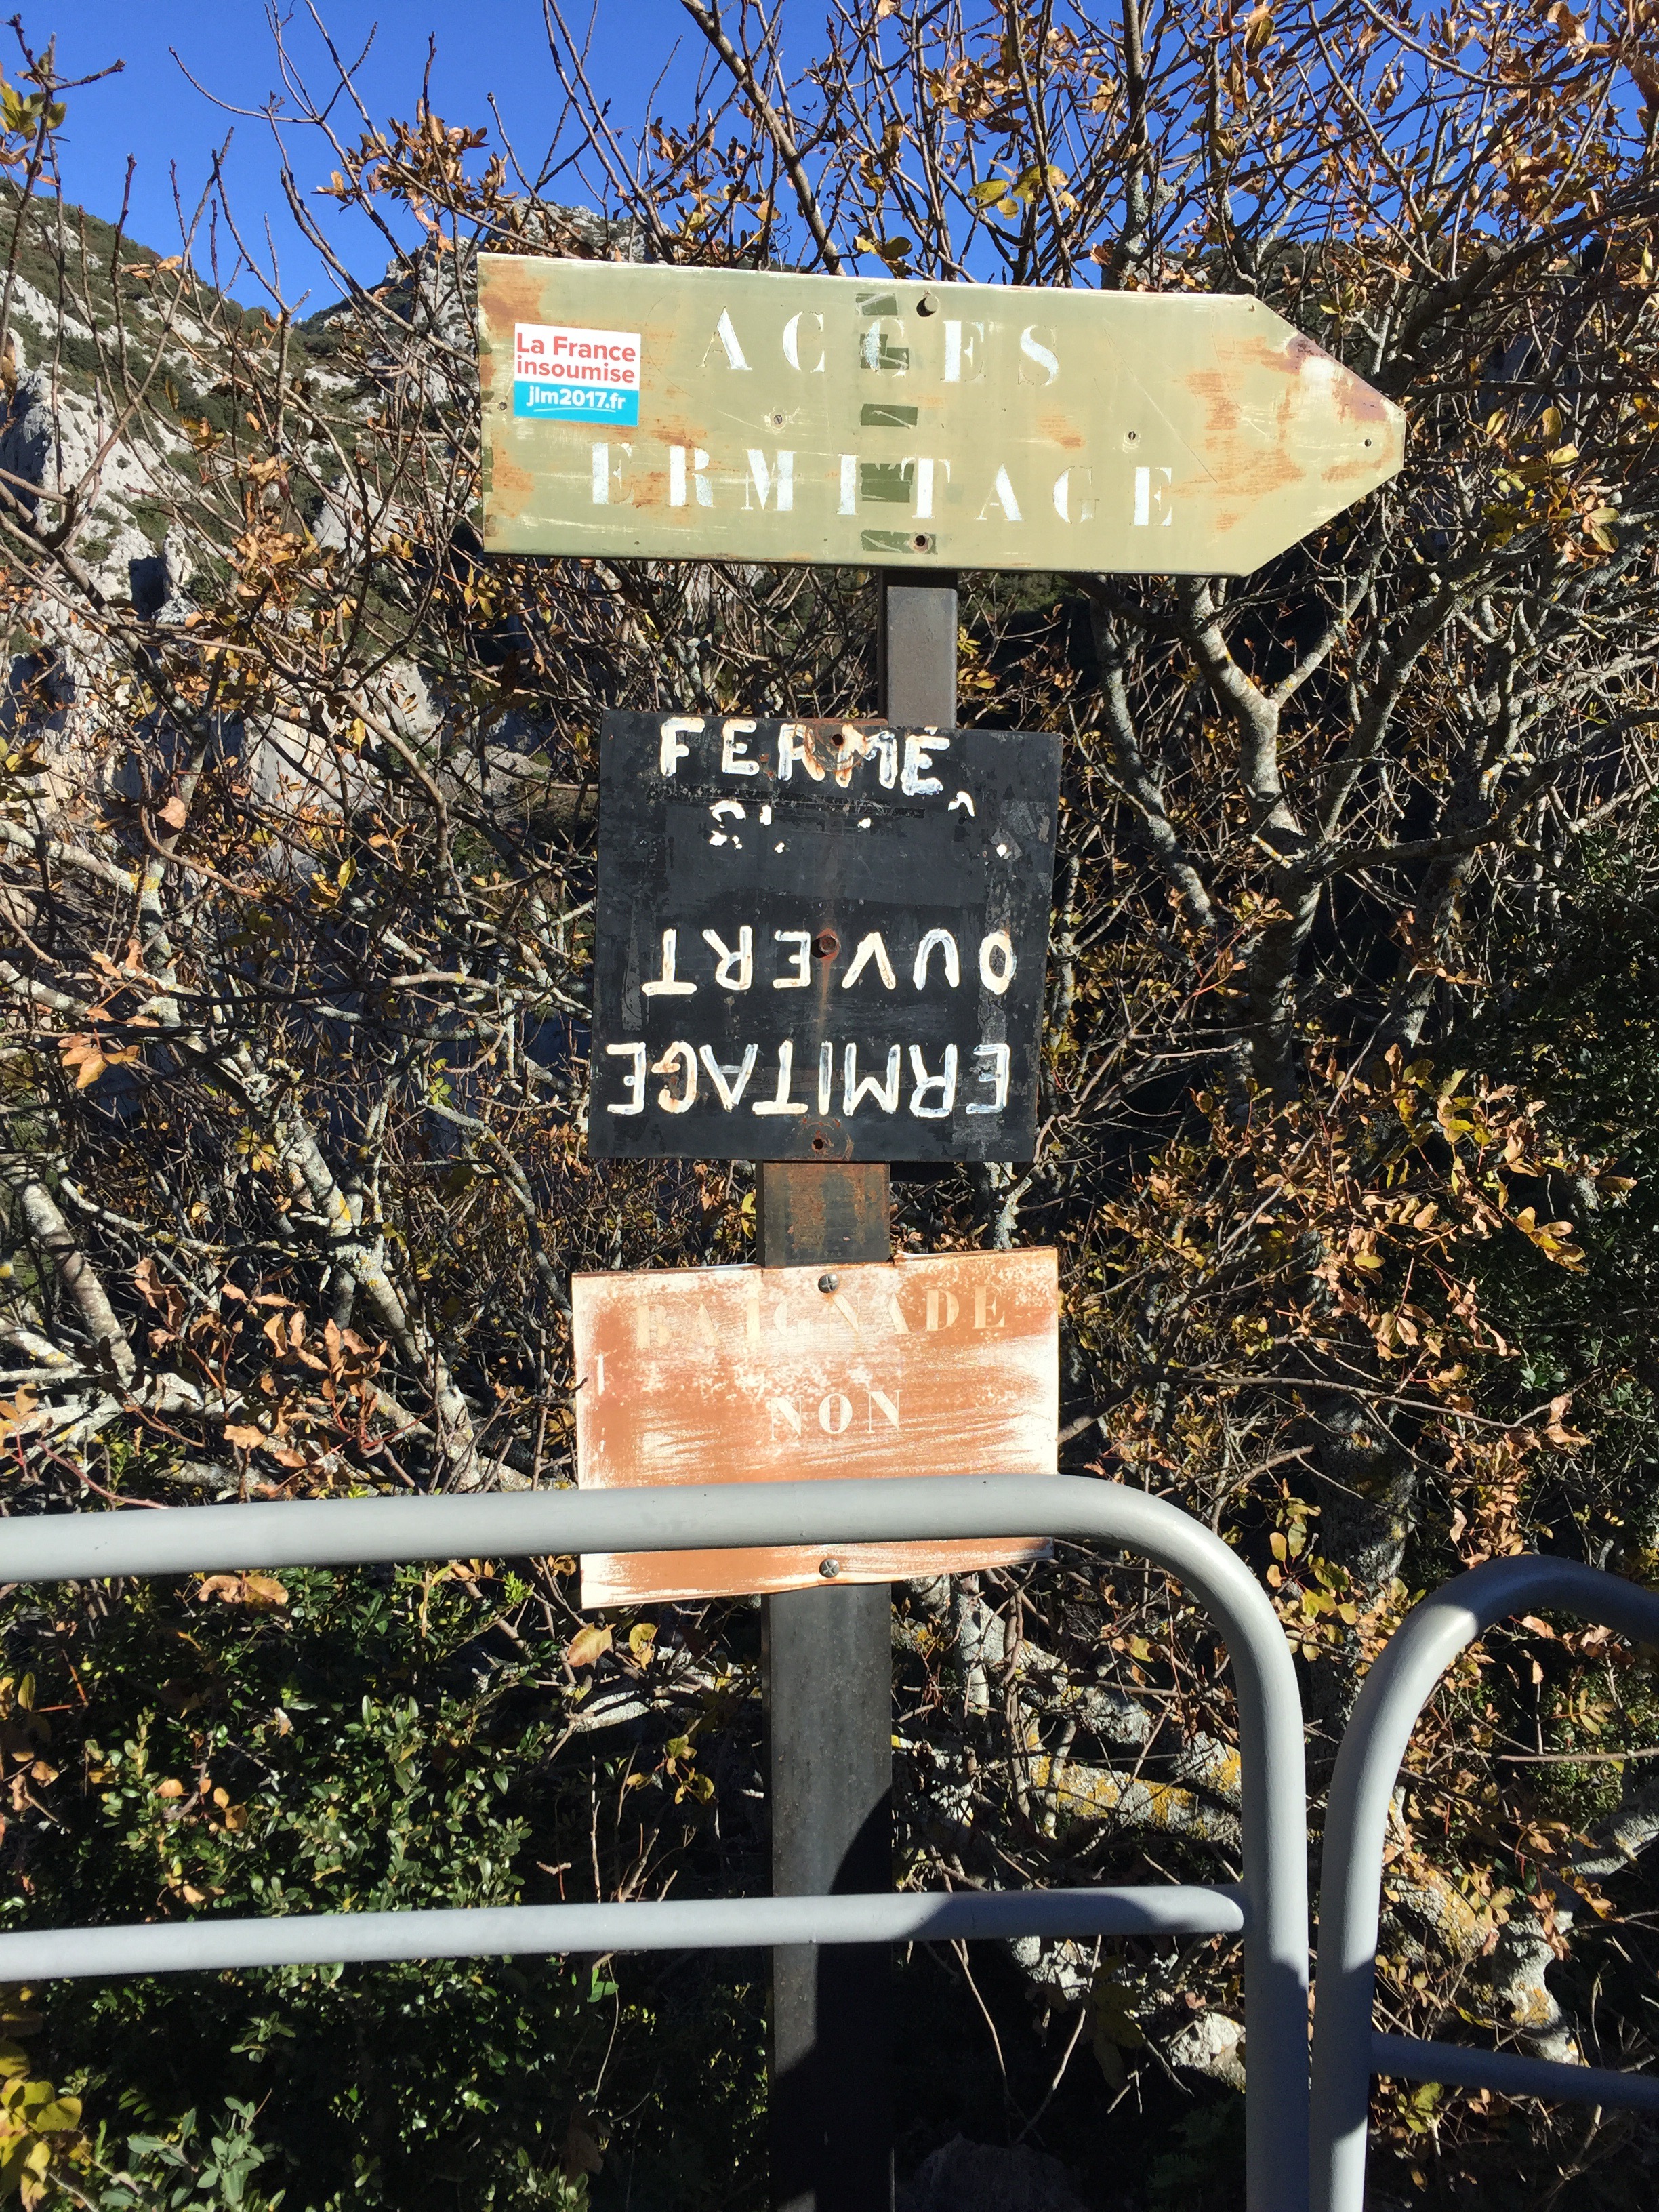 ACCES
ERMITAGE
La France
insoumise
jlm2017.fr
FERMÉ
ERMITAGE
OUVERT
BAIGNADE
NON